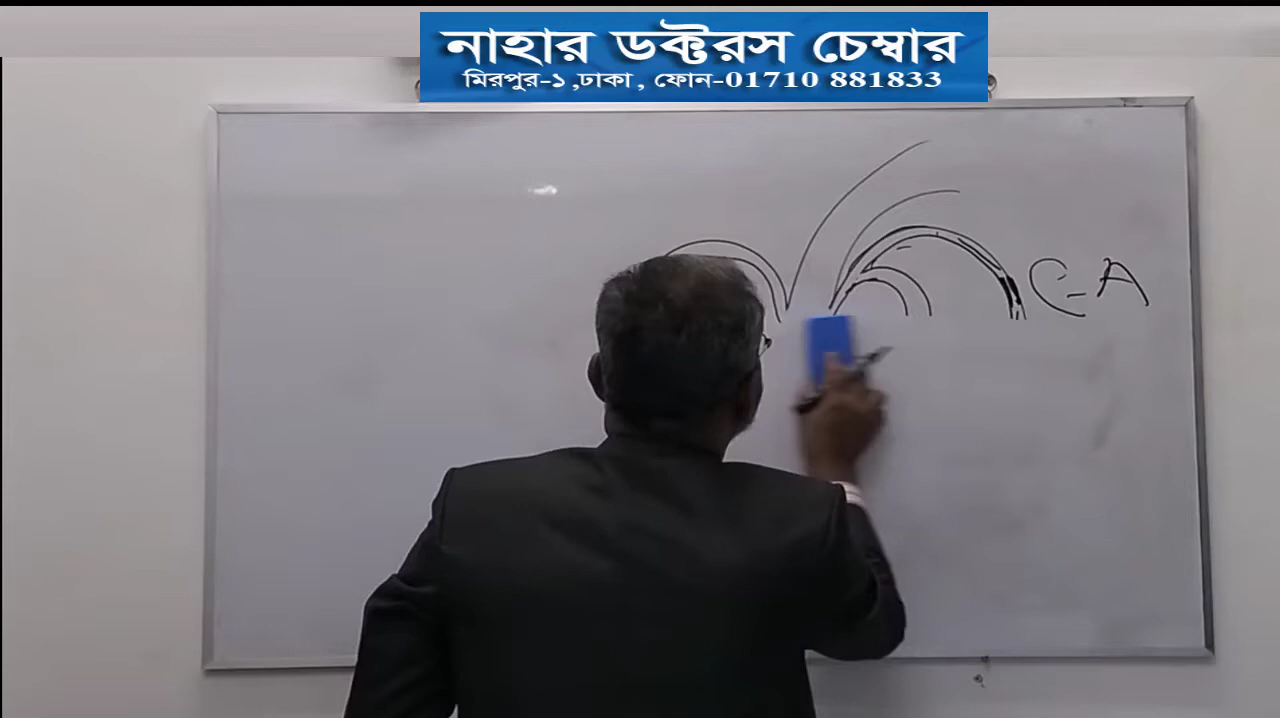 নাহার ডক্টরস চেম্বার
মিরপুর-১ ,ঢাকা , ফোন-01710 881833
C-A